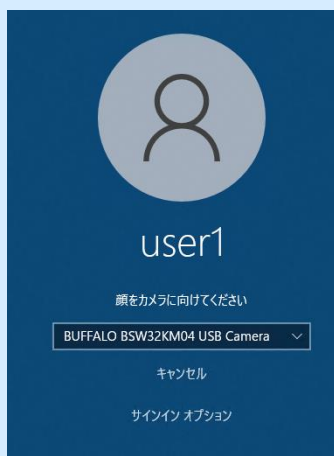 user1
顔をカメラに向けてください
BUFFALO BSW32KM04 USB Camera
キャンセル
サインイン オプション